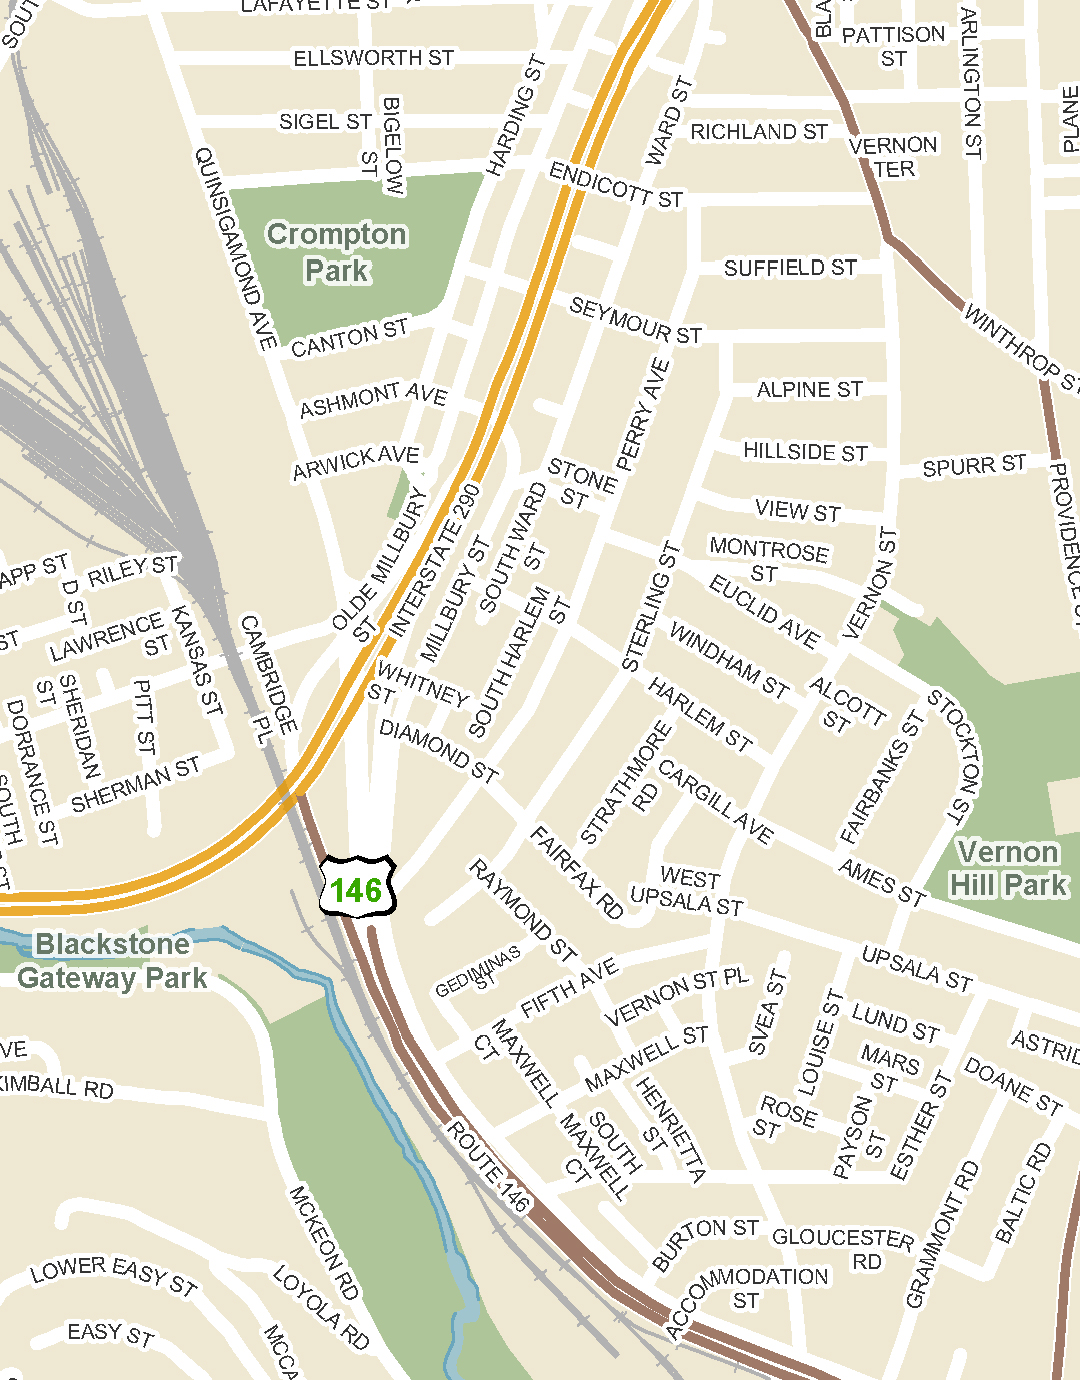 LAFAYETTE ST
SOUT
ELLSWORTH ST
BLA
PATTISON
ST
ARLINGTON ST
PLANE
SIGEL ST
BIGELOW
ST
HARDING ST
WARD ST
RICHLAND ST
VERNON
TER
QUINSIGAMOND AVE
ENDICOTT ST
Crompton
Park
SUFFIELD ST
SEYMOUR ST
WINTHROP ST
CANTON ST
ASHMONT AVE
PERRY AVE
ALPINE ST
ARWICK AVE
HILLSIDE ST
SPURR ST
STONE
ST
VIEW ST
PROVIDENCE ST
OLDE MILLBURY
ST
INTERSTATE 290
MILLBURY ST
SOUTH WARD
ST
MONTROSE
ST
VERNON ST
APP ST
RILEY ST
D ST
EUCLID AVE
STERLING ST
SOUTH HARLEM
ST
ST
LAWRENCE
ST
KANSAS ST
CAMBRIDGE
PL
WINDHAM ST
WHITNEY
ST
SHERIDAN
ST
PITT ST
HARLEM ST
ALCOTT
ST
STOCKTON ST
DORRANCE ST
DIAMOND ST
FAIRBANKS ST
STRATHMORE
RD
CARGILL AVE
SHERMAN ST
SOUTH
ST
FAIRFAX RD
Vernon
Hill Park
146
RAYMOND ST
WEST
UPSALA ST
AMES ST
Blackstone
Gateway Park
GEDIMINAS
ST
FIFTH AVE
VERNON ST PL
UPSALA ST
SVEA ST
LOUISE ST
LUND ST
ASTRID
VE
MAXWELL
CT
MAXWELL ST
MARS
ST
DOANE ST
KIMBALL RD
HENRIETTA
ST
ROSE
ST
PAYSON
ST
ESTHER ST
SOUTH
MAXWELL
CT
ROUTE 146
BALTIC RD
GRAMMONT RD
MCKEON RD
BURTON ST
GLOUCESTER
RD
LOWER EASY ST
LOYOLA RD
ACCOMMODATION
ST
EASY ST
MCCA